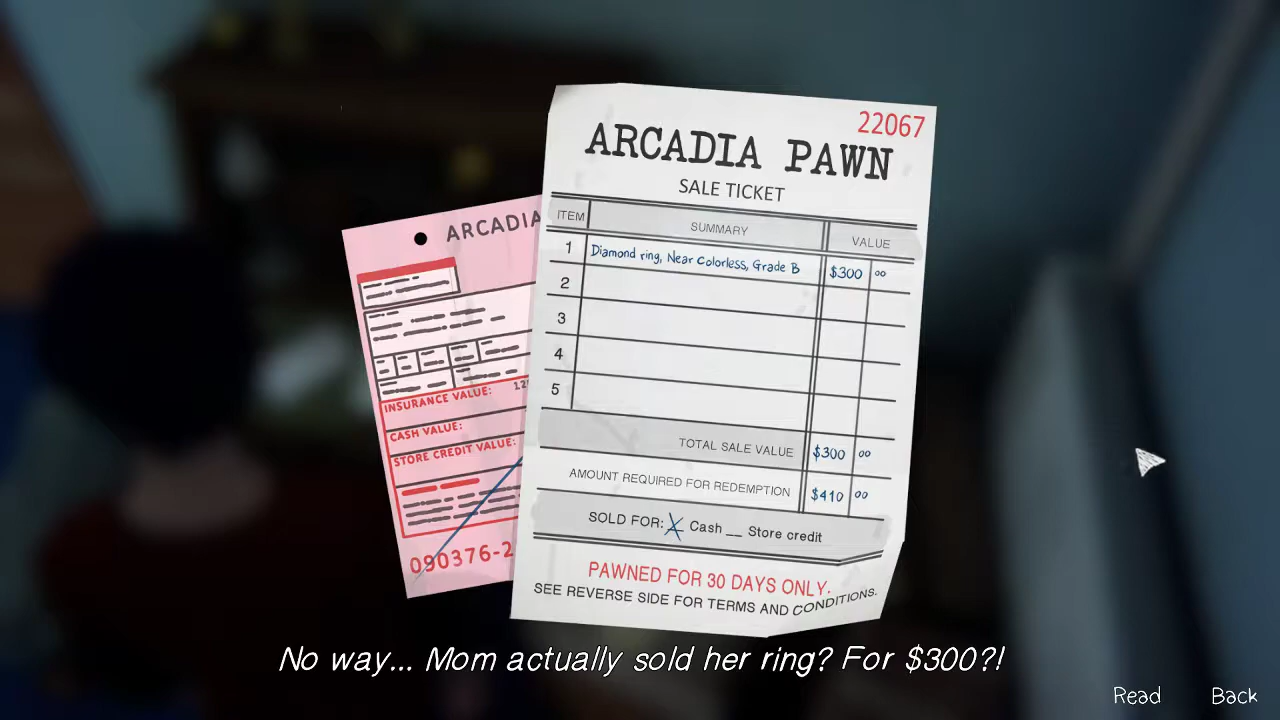 22067
ARCADIA PAWN
SALE TICKET
ITEM SUMMARY VALUE
1 Diamond ring, Near Colorless, Grade B $300 00
2
3
4
5
TOTAL SALE VALUE $300 00
AMOUNT REQUIRED FOR REDEMPTION $410 00
SOLD FOR: X Cash __ Store credit
PAWNED FOR 30 DAYS ONLY.
SEE REVERSE SIDE FOR TERMS AND CONDITIONS.
ARCADIA
INSURANCE VALUE:
CASH VALUE:
STORE CREDIT VALUE:
090376-2
No way... Mom actually sold her ring? For $300?!
Read Back